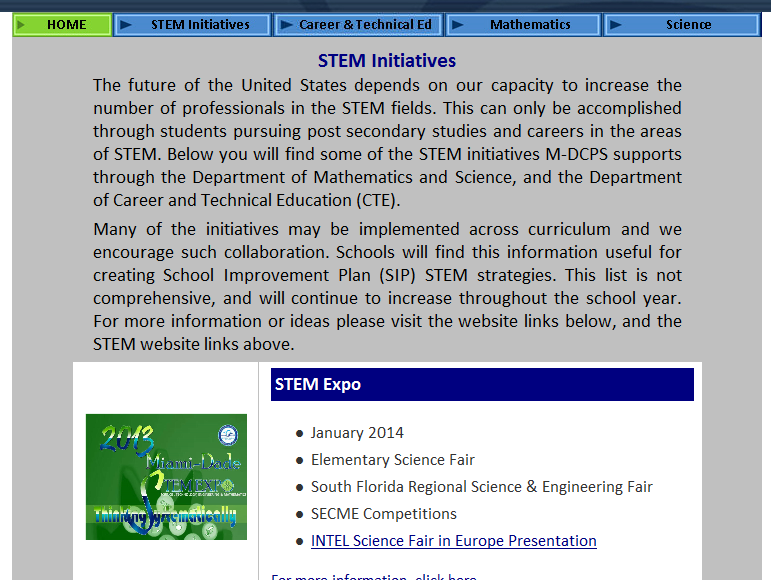 HOME STEM Initiatives Career & Technical Ed Mathematics Science
STEM Initiatives
The future of the United States depends on our capacity to increase the
number of professionals in the STEM fields. This can only be accomplished
through students pursuing post secondary studies and careers in the areas
of STEM. Below you will find some of the STEM initiatives M-DCPS supports
through the Department of Mathematics and Science, and the Department
of Career and Technical Education (CTE).
Many of the initiatives may be implemented across curriculum and we
encourage such collaboration. Schools will find this information useful for
creating School Improvement Plan (SIP) STEM strategies. This list is not
comprehensive, and will continue to increase throughout the school year.
For more information or ideas please visit the website links below, and the
STEM website links above.
STEM Expo
2013
Miami-Dade
STEM EXPO
Thinking Systematically
● January 2014
● Elementary Science Fair
● South Florida Regional Science & Engineering Fair
● SECME Competitions
● INTEL Science Fair in Europe Presentation
For more information, click here